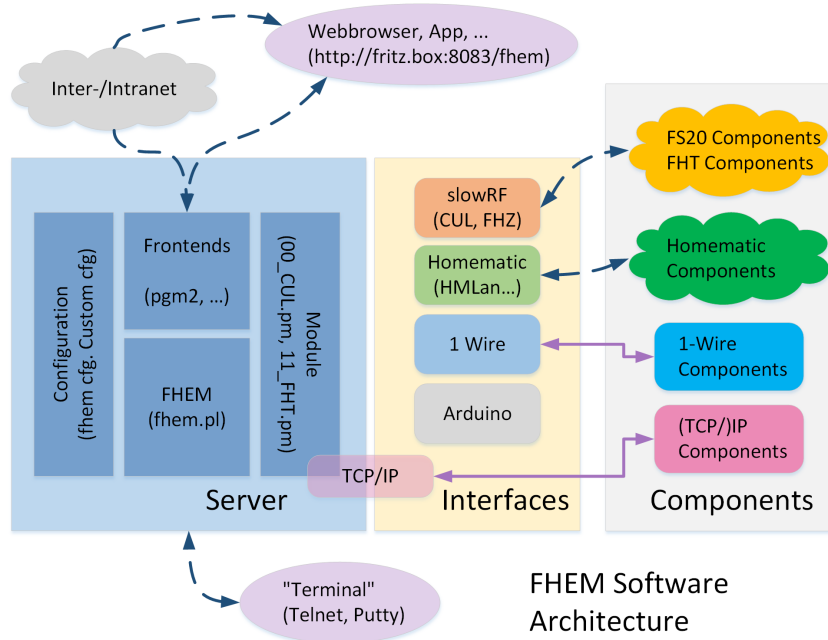 Webbrowser, App, ...
(http://fritz.box:8083/fhem)
Inter-/Intranet
Configuration
(fhem cfg. Custom cfg)
Frontends
(pgm2, …)
FHEM
(fhem.pl)
Module
(00_CUL.pm, 11_FHT.pm)
TCP/IP
Server
slowRF
(CUL, FHZ)
Homematic
(HMLan…)
1 Wire
Arduino
Interfaces
FS20 Components
FHT Components
Homematic
Components
1-Wire
Components
(TCP/)IP
Components
Components
"Terminal"
(Telnet, Putty)
FHEM Software
Architecture